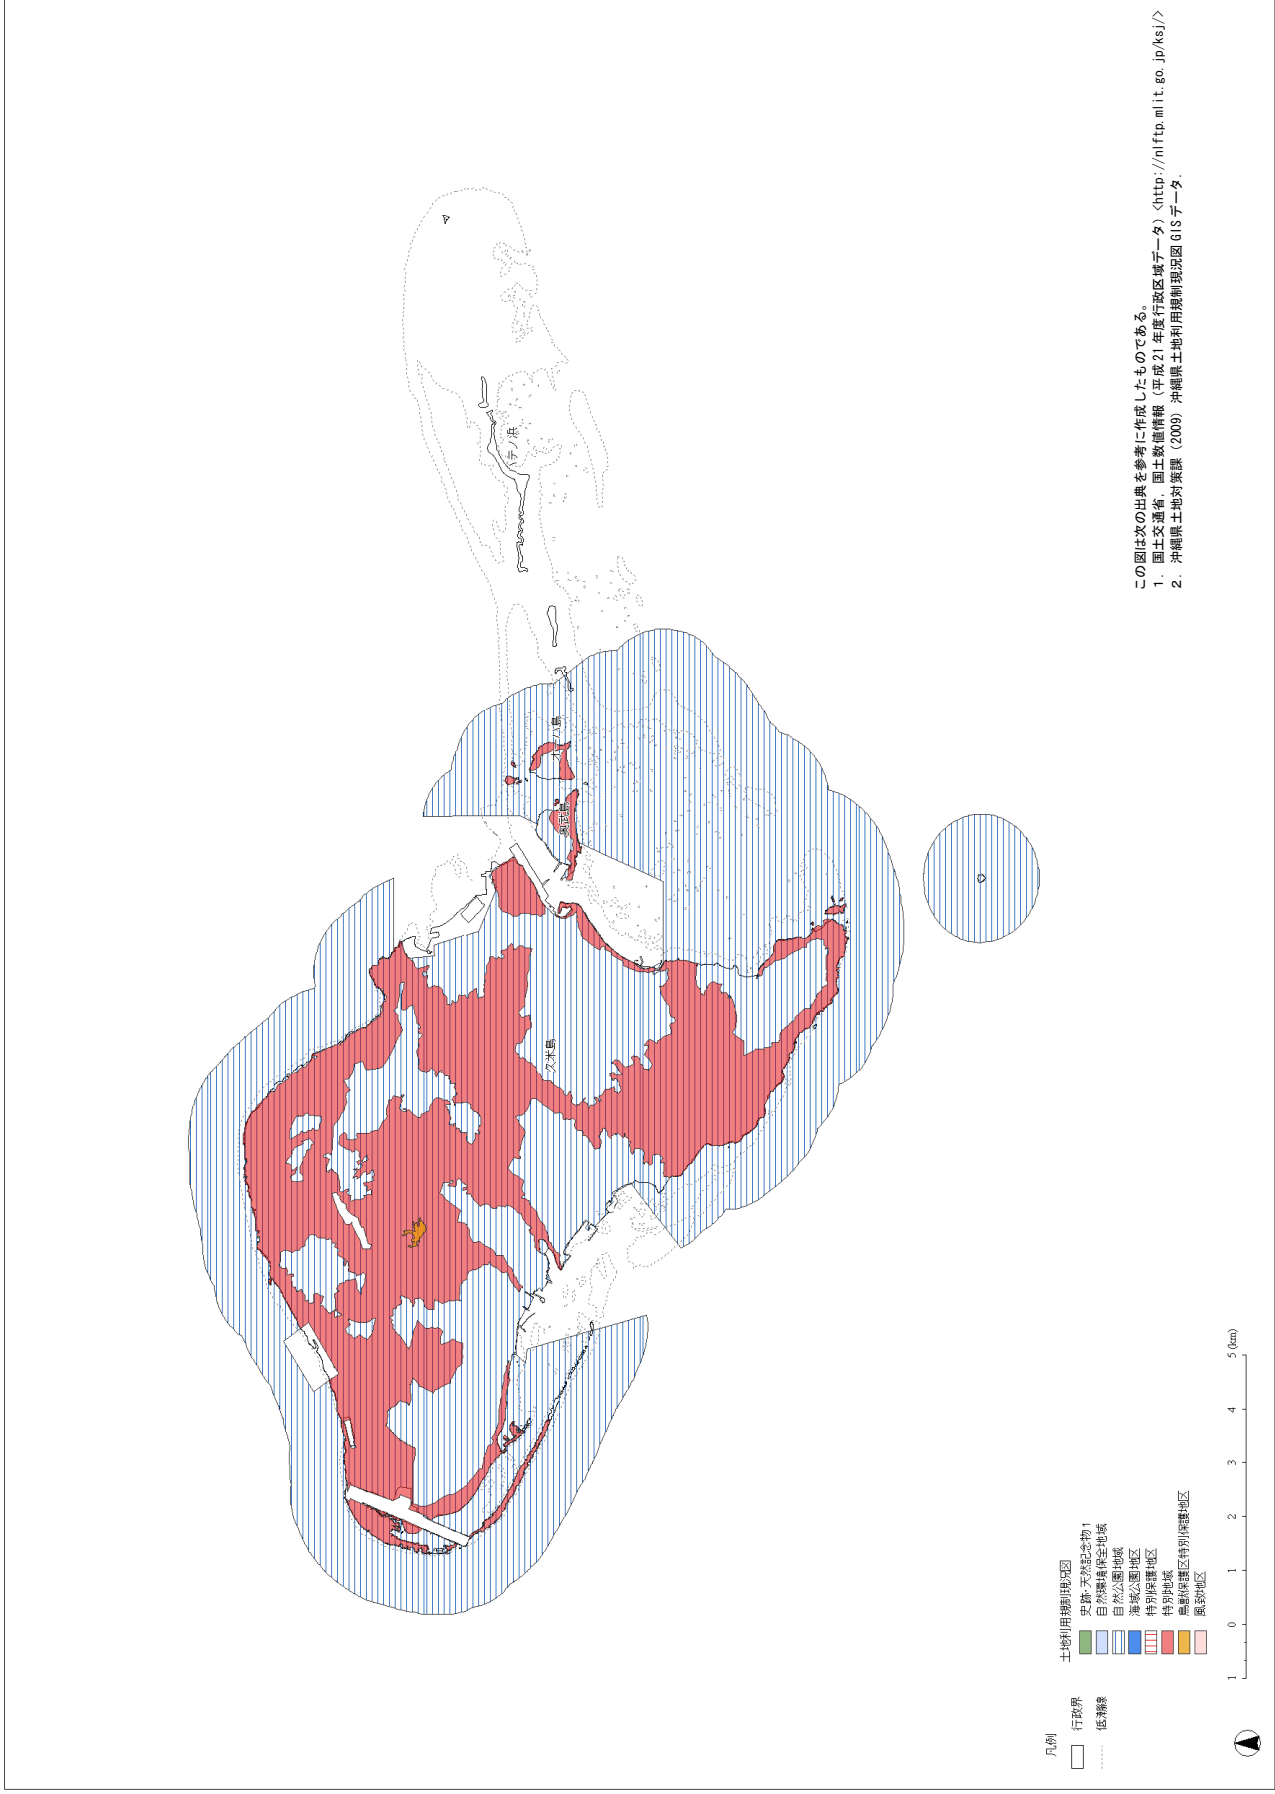 ハテノ浜
オーハ島
奥武島
久米島
この図は次の出典を参考に作成したものである。
1. 国土交通省, 国土数値情報（平成21年度行政区域データ）<http://nlftp.mlit.go.jp/ksj/>
2. 沖縄県土地対策課（2009）沖縄県土地利用規制現況図GISデータ.
凡例
行政界
低潮線
土地利用規制現況図
史跡・天然記念物1
自然環境保全地域
自然公園地域
海域公園地区
特別保護地区
特別地域
鳥獣保護区特別保護地区
風致地区
1 0 1 2 3 4 5 (km)